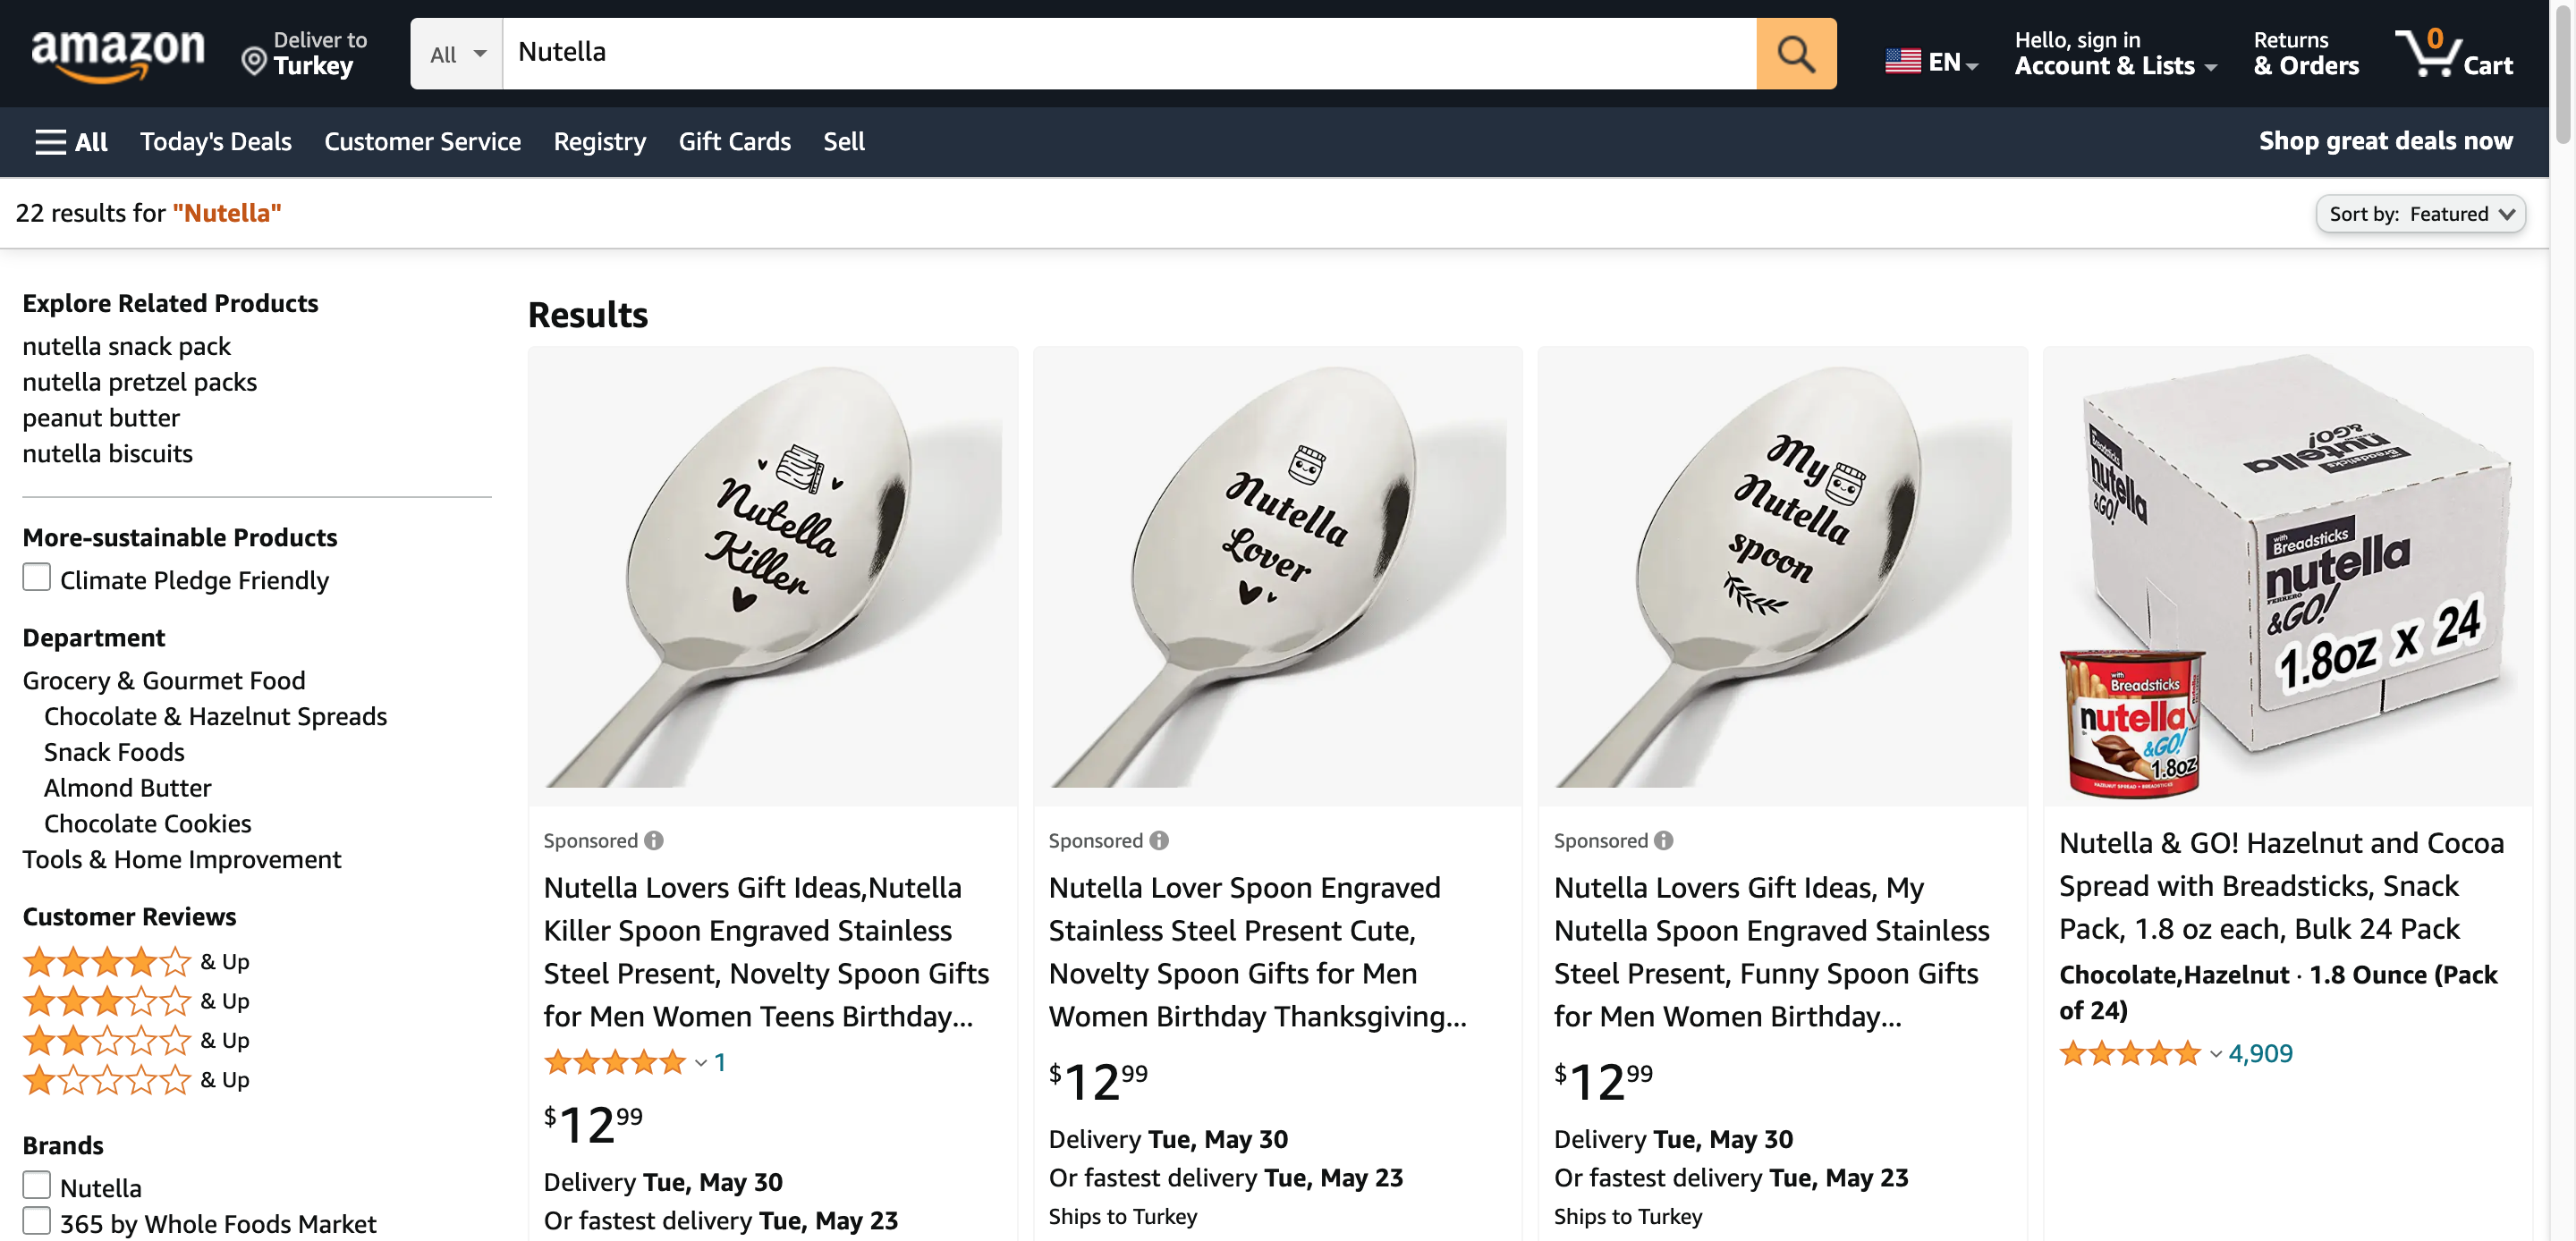 amazon
Deliver to
Turkey
All
Nutella
EN
Hello, sign in
Account & Lists
Returns
& Orders
0
Cart
All
Today's Deals
Customer Service
Registry
Gift Cards
Sell
Shop great deals now
22 results for "Nutella"
Sort by: Featured
Explore Related Products
nutella snack pack
nutella pretzel packs
peanut butter
nutella biscuits
More-sustainable Products
Climate Pledge Friendly
Department
Grocery & Gourmet Food
Chocolate & Hazelnut Spreads
Snack Foods
Almond Butter
Chocolate Cookies
Tools & Home Improvement
Customer Reviews
& Up
& Up
& Up
& Up
Brands
Nutella
365 by Whole Foods Market
Results
Nutella
Killer
Sponsored
Nutella Lovers Gift Ideas,Nutella
Killer Spoon Engraved Stainless
Steel Present, Novelty Spoon Gifts
for Men Women Teens Birthday...
1
$12 99
Delivery Tue, May 30
Or fastest delivery Tue, May 23
Nutella
Lover
Sponsored
Nutella Lover Spoon Engraved
Stainless Steel Present Cute,
Novelty Spoon Gifts for Men
Women Birthday Thanksgiving...
$12 99
Delivery Tue, May 30
Or fastest delivery Tue, May 23
Ships to Turkey
My
Nutella
spoon
Sponsored
Nutella Lovers Gift Ideas, My
Nutella Spoon Engraved Stainless
Steel Present, Funny Spoon Gifts
for Men Women Birthday...
$12 99
Delivery Tue, May 30
Or fastest delivery Tue, May 23
Ships to Turkey
Breadsticks
nutella
&GO!
Breadsticks
nutella
&GO!
with
Breadsticks
nutella
FERRERO
&GO!
1.8oz x 24
with
Breadsticks
nutella
&GO!
1.8oz
HAZELNUT SPREAD + BREADSTICKS
Nutella & GO! Hazelnut and Cocoa
Spread with Breadsticks, Snack
Pack, 1.8 oz each, Bulk 24 Pack
Chocolate,Hazelnut · 1.8 Ounce (Pack
of 24)
4,909